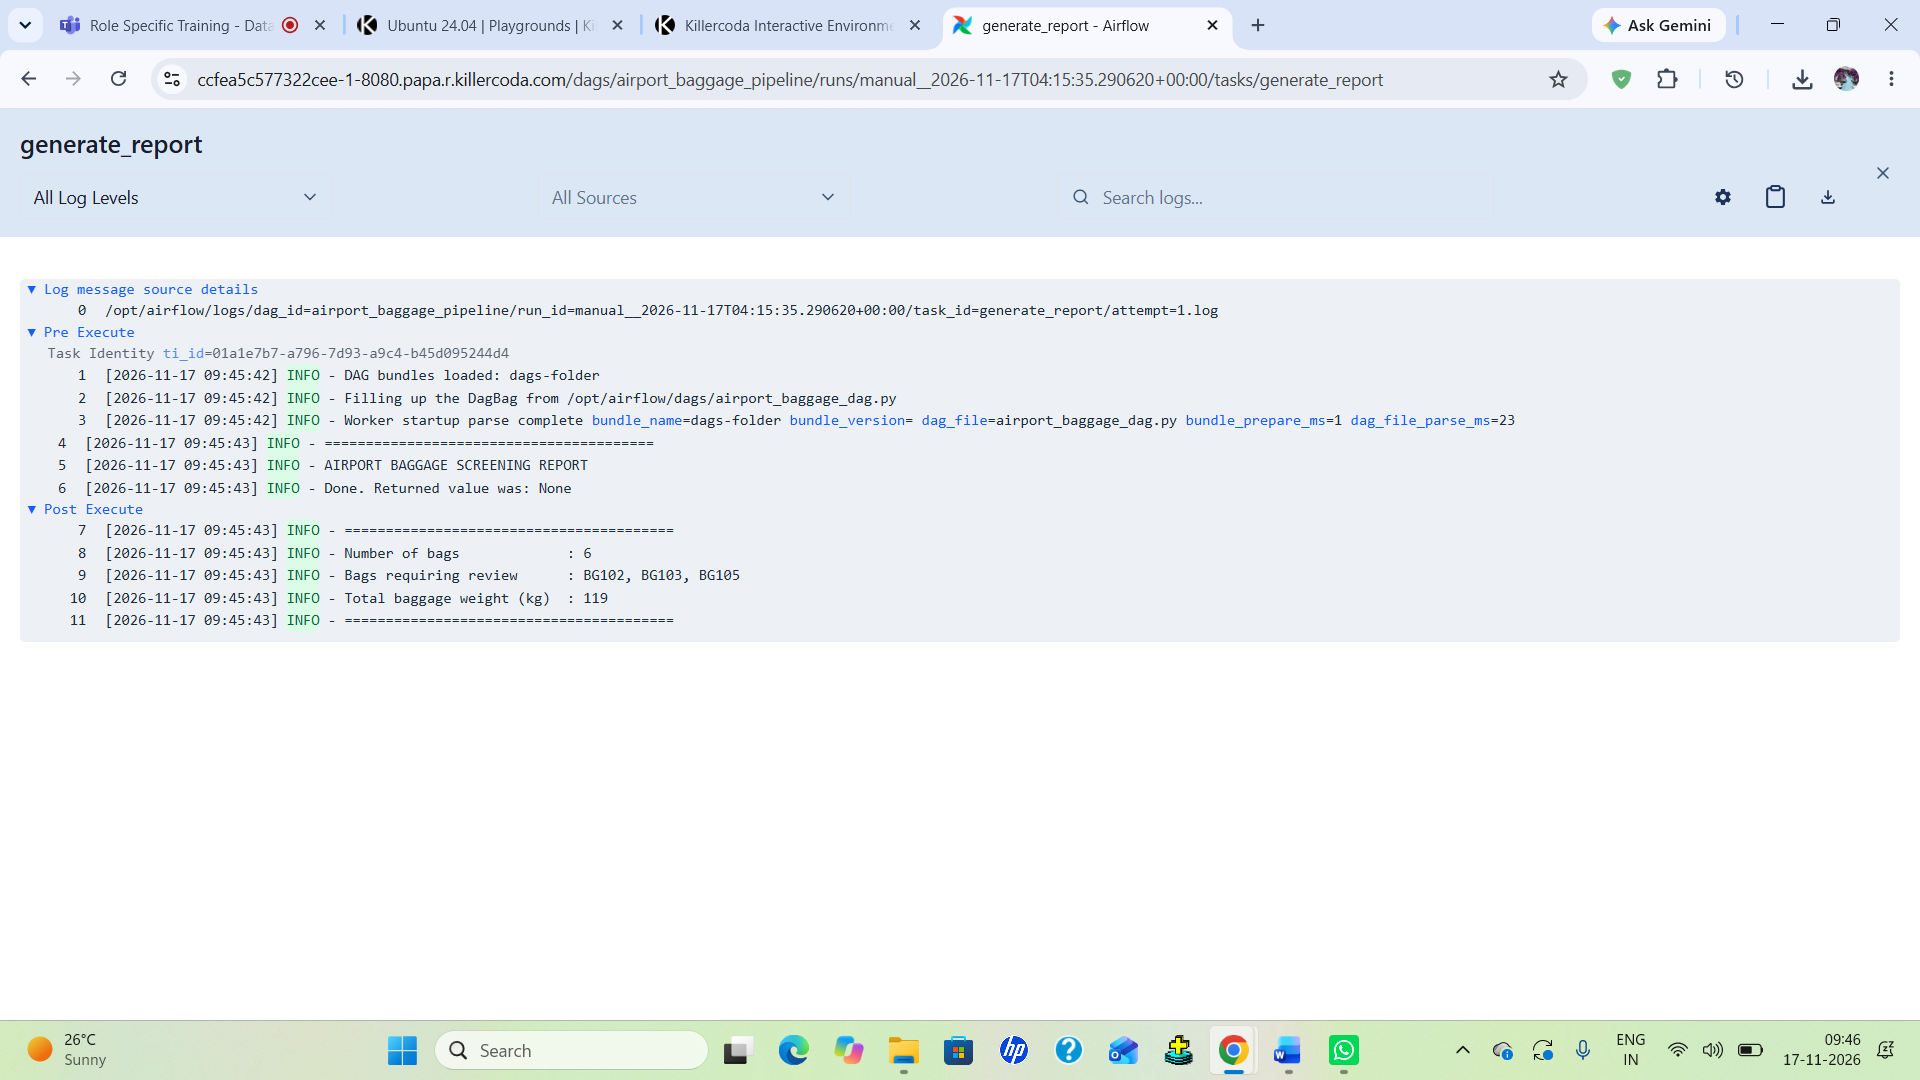 Role Specific Training - Data
Ubuntu 24.04 | Playgrounds | Ki
Killercoda Interactive Environme
generate_report - Airflow
Ask Gemini
ccfea5c577322cee-1-8080.papa.r.killercoda.com/dags/airport_baggage_pipeline/runs/manual__2026-11-17T04:15:35.290620+00:00/tasks/generate_report
generate_report
All Log Levels
All Sources
Search logs...
Log message source details
0 /opt/airflow/logs/dag_id=airport_baggage_pipeline/run_id=manual__2026-11-17T04:15:35.290620+00:00/task_id=generate_report/attempt=1.log
Pre Execute
Task Identity ti_id=01a1e7b7-a796-7d93-a9c4-b45d095244d4
1 [2026-11-17 09:45:42] INFO - DAG bundles loaded: dags-folder
2 [2026-11-17 09:45:42] INFO - Filling up the DagBag from /opt/airflow/dags/airport_baggage_dag.py
3 [2026-11-17 09:45:42] INFO - Worker startup parse complete bundle_name=dags-folder bundle_version= dag_file=airport_baggage_dag.py bundle_prepare_ms=1 dag_file_parse_ms=23
4 [2026-11-17 09:45:43] INFO - ========================================
5 [2026-11-17 09:45:43] INFO - AIRPORT BAGGAGE SCREENING REPORT
6 [2026-11-17 09:45:43] INFO - Done. Returned value was: None
Post Execute
7 [2026-11-17 09:45:43] INFO - ========================================
8 [2026-11-17 09:45:43] INFO - Number of bags : 6
9 [2026-11-17 09:45:43] INFO - Bags requiring review : BG102, BG103, BG105
10 [2026-11-17 09:45:43] INFO - Total baggage weight (kg) : 119
11 [2026-11-17 09:45:43] INFO - ========================================
26°C
Sunny
Search
ENG
IN
09:46
17-11-2026